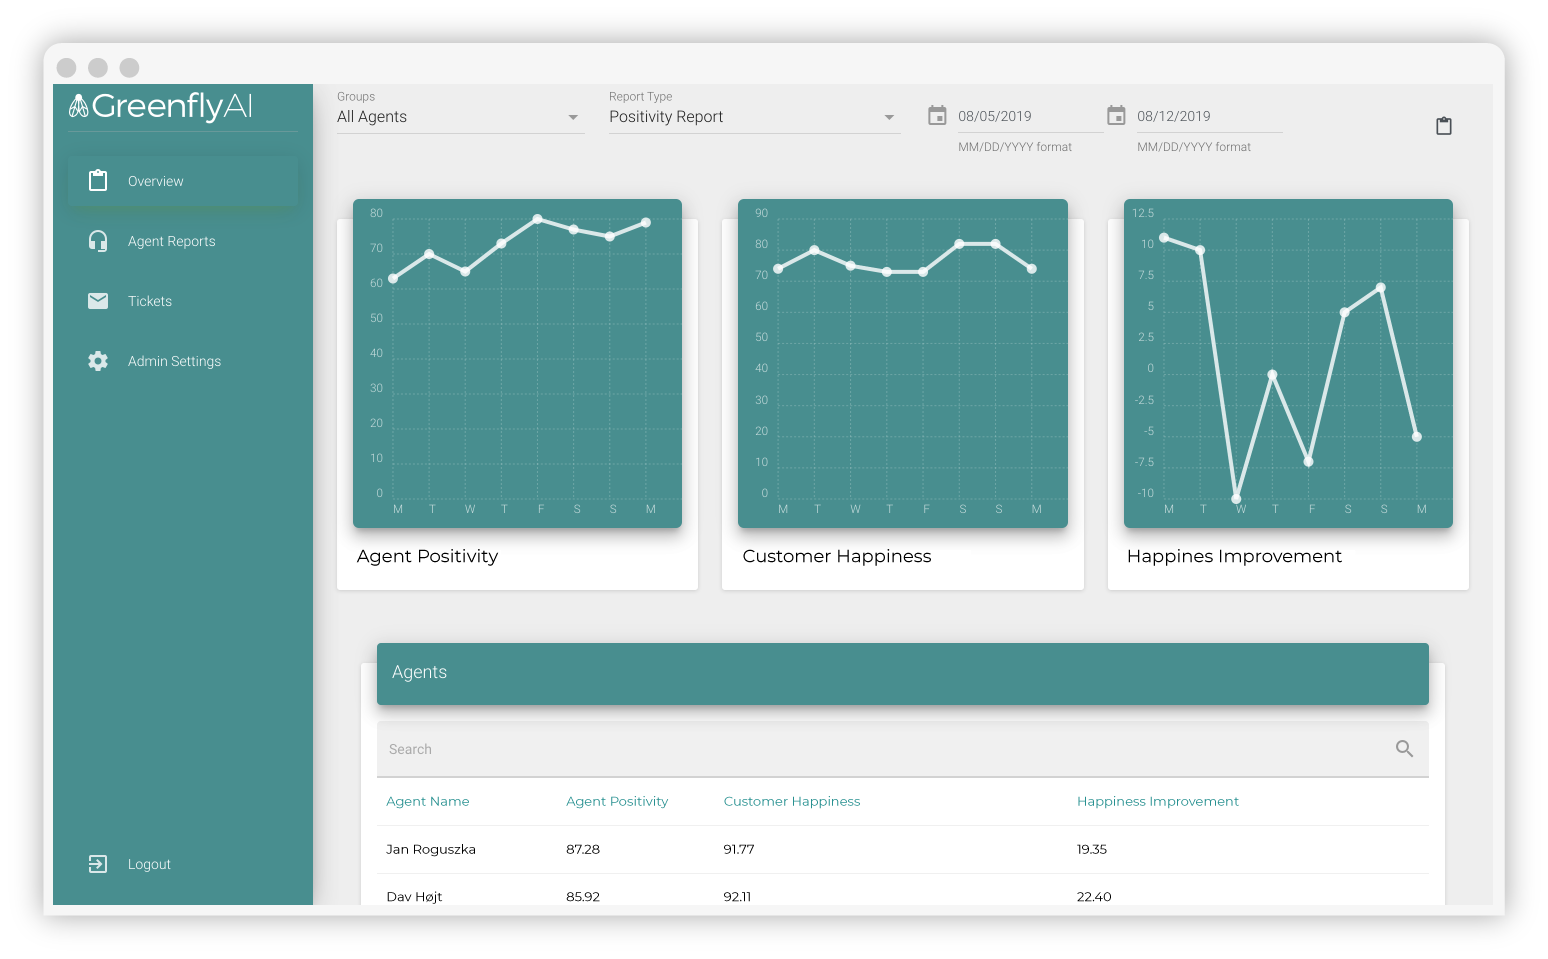 GreenflyAI
Overview
Agent Reports
Tickets
Admin Settings
Logout
Groups
All Agents
Report Type
Positivity Report
08/05/2019
MM/DD/YYYY format
08/12/2019
MM/DD/YYYY format
80
70
60
50
40
30
20
10
0
M T W T F S S M
Agent Positivity
90
80
70
60
50
40
30
20
10
0
M T W T F S S M
Customer Happiness
12.5
10
7.5
5
2.5
0
-2.5
-5
-7.5
-10
M T W T F S S M
Happines Improvement
Agents
Search
Agent Name Agent Positivity Customer Happiness Happiness Improvement
Jan Roguszka 87.28 91.77 19.35
Dav Højt 85.92 92.11 22.40